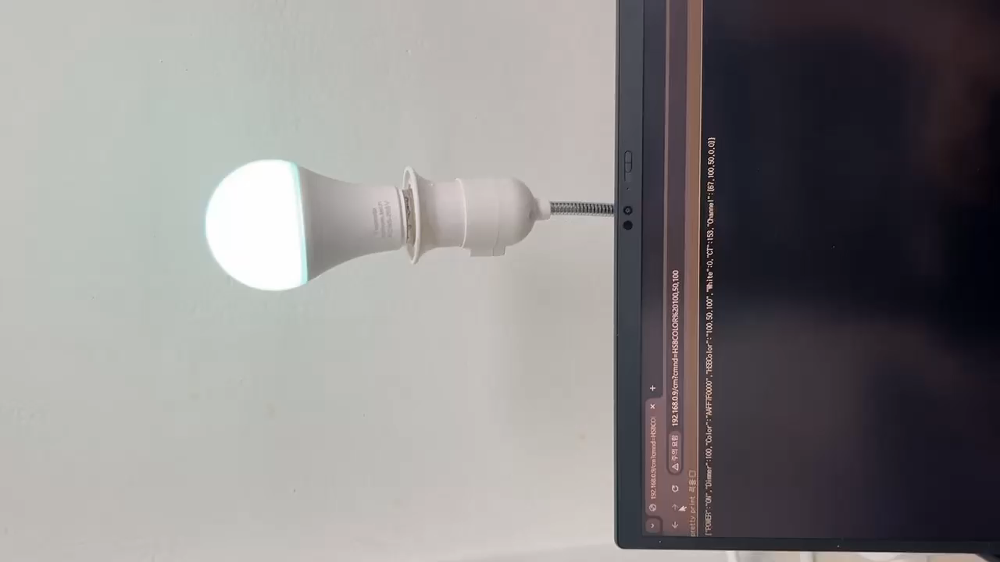 192.168.0.9/cm?cmnd=HSBCO
주의 요함
192.168.0.9/cm?cmnd=HSBCOLOR%20100,50,100
pretty print 적용
{"POWER":"ON","Dimmer":100,"Color":"AAFF7F0000","HSBColor":"100,50,100","White":0,"CT":153,"Channel":[67,100,50,0,0]}